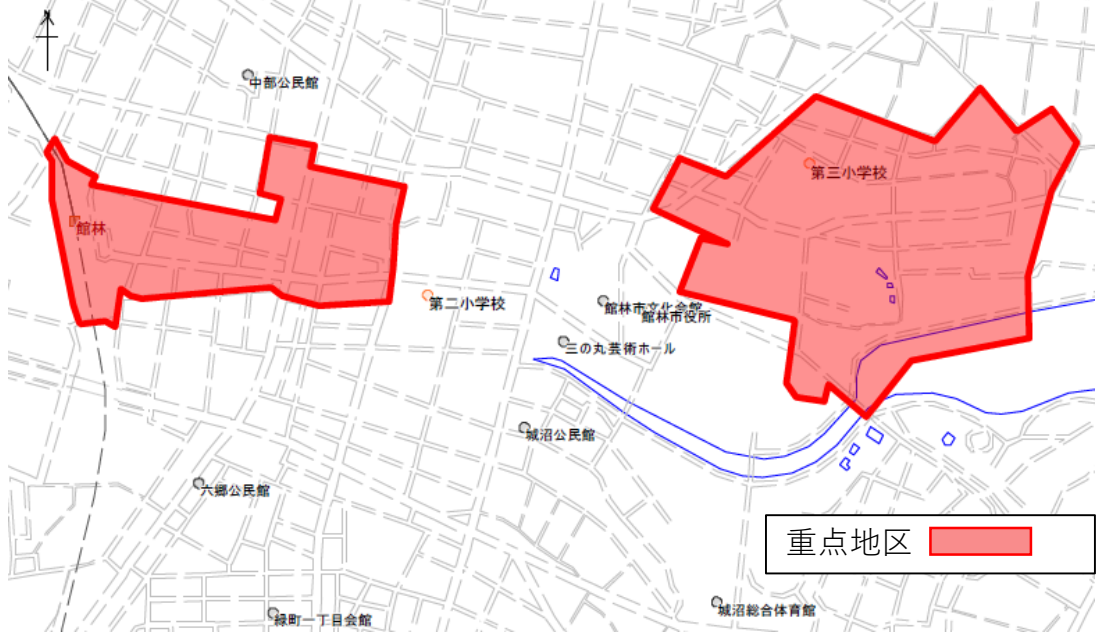 中部公民館
第三小学校
館林
第二小学校
館林市文化会館
館林市役所
三の丸芸術ホール
城沼公民館
六郷公民館
重点地区
城沼総合体育館
緑町一丁目会館